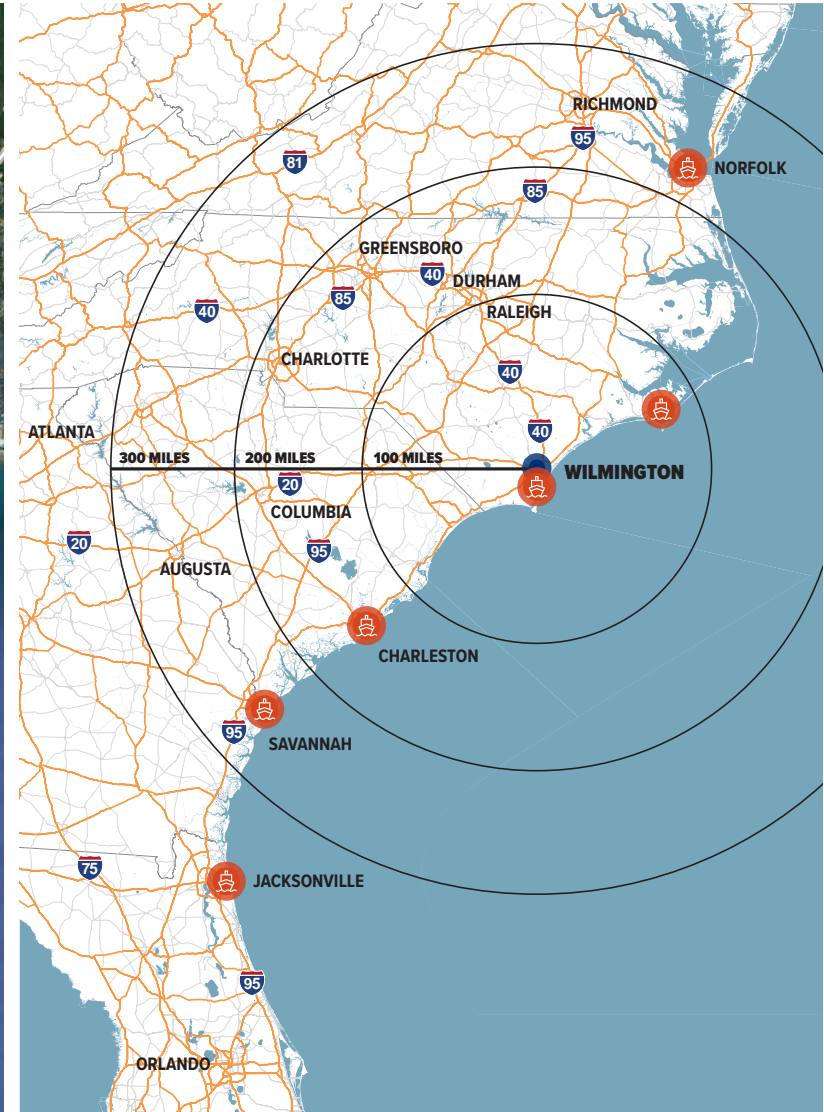 RICHMOND
95
81
NORFOLK
85
GREENSBORO
40
DURHAM
85
40
RALEIGH
CHARLOTTE
40
40
ATLANTA
300 MILES
200 MILES
100 MILES
WILMINGTON
20
COLUMBIA
20
95
AUGUSTA
CHARLESTON
95
SAVANNAH
75
JACKSONVILLE
95
ORLANDO